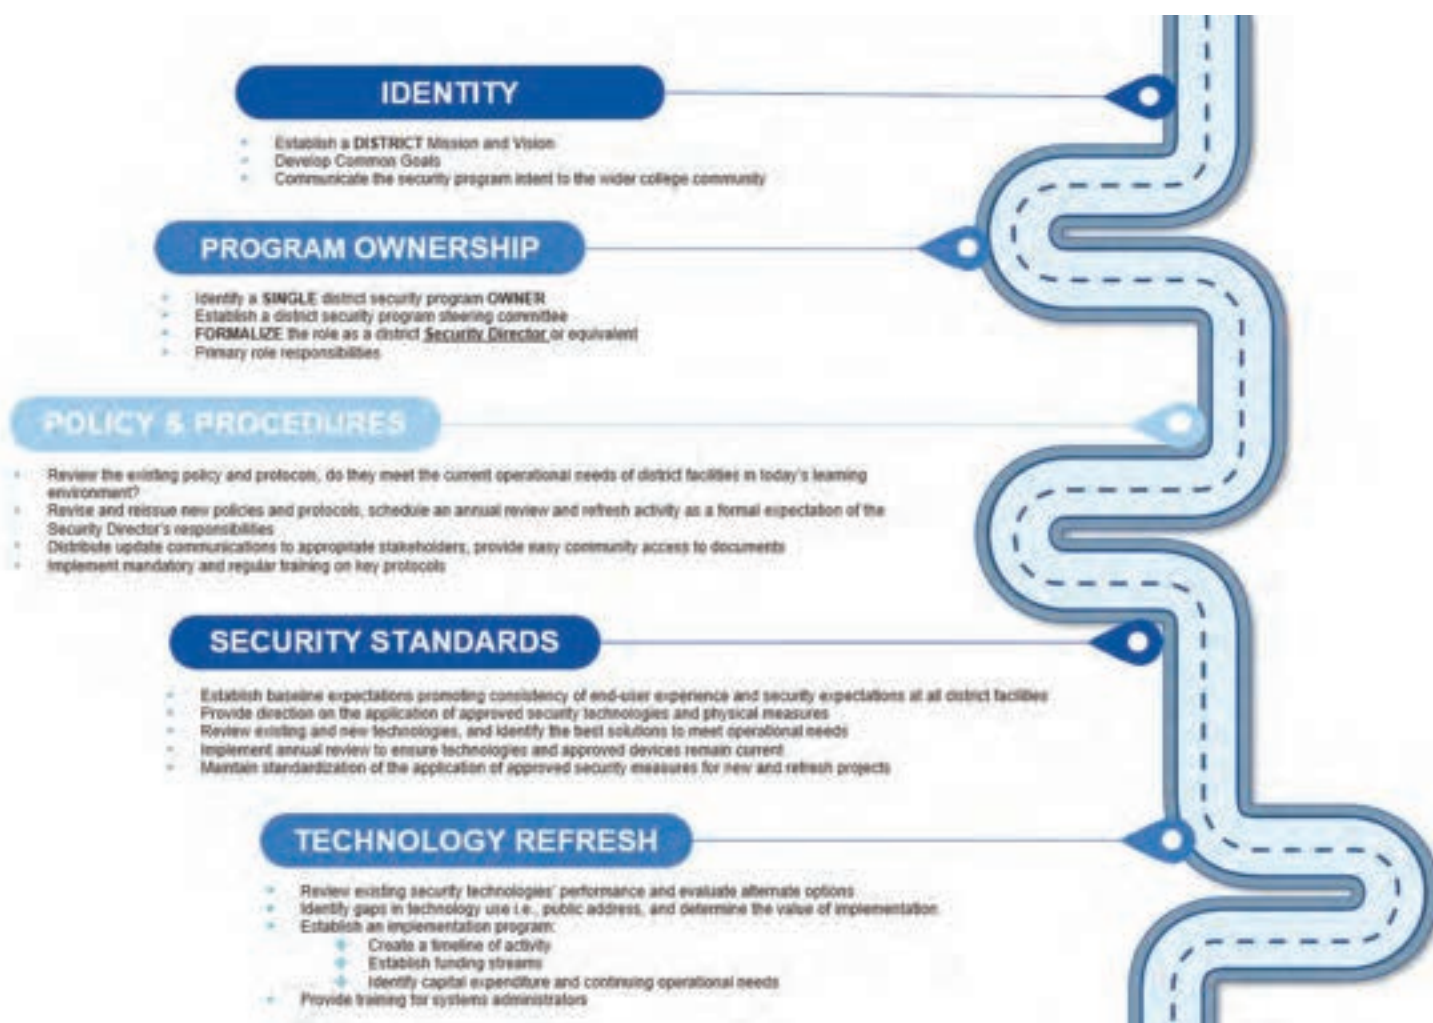 IDENTITY
Establish a DISTRICT Mission and Vision
Develop Common Goals
Communicate the security program intent to the wider college community
PROGRAM OWNERSHIP
Identify a SINGLE district security program OWNER
Establish a district security program steering committee
FORMALIZE the role as a district Security Director or equivalent
Primary role responsibilities
POLICY & PROCEDURES
Review the existing policy and protocols, do they meet the current operational needs of district facilities in today's learning
environment?
Revise and reissue new policies and protocols, schedule an annual review and refresh activity as a formal expectation of the
Security Director's responsibilities
Distribute update communications to appropriate stakeholders, provide easy community access to documents
Implement mandatory and regular training on key protocols
SECURITY STANDARDS
Establish baseline expectations promoting consistency of end-user experience and security expectations at all district facilities
Provide direction on the application of approved security technologies and physical measures
Review existing and new technologies, and identify the best solutions to meet operational needs
Implement annual review to ensure technologies and approved devices remain current
Maintain standardization of the application of approved security measures for new and refresh projects
TECHNOLOGY REFRESH
Review existing security technologies' performance and evaluate alternate options
Identify gaps in technology use i.e., public address, and determine the value of implementation
Establish an implementation program:
Create a timeline of activity
Establish funding streams
Identify capital expenditure and continuing operational needs
Provide training for systems administrators